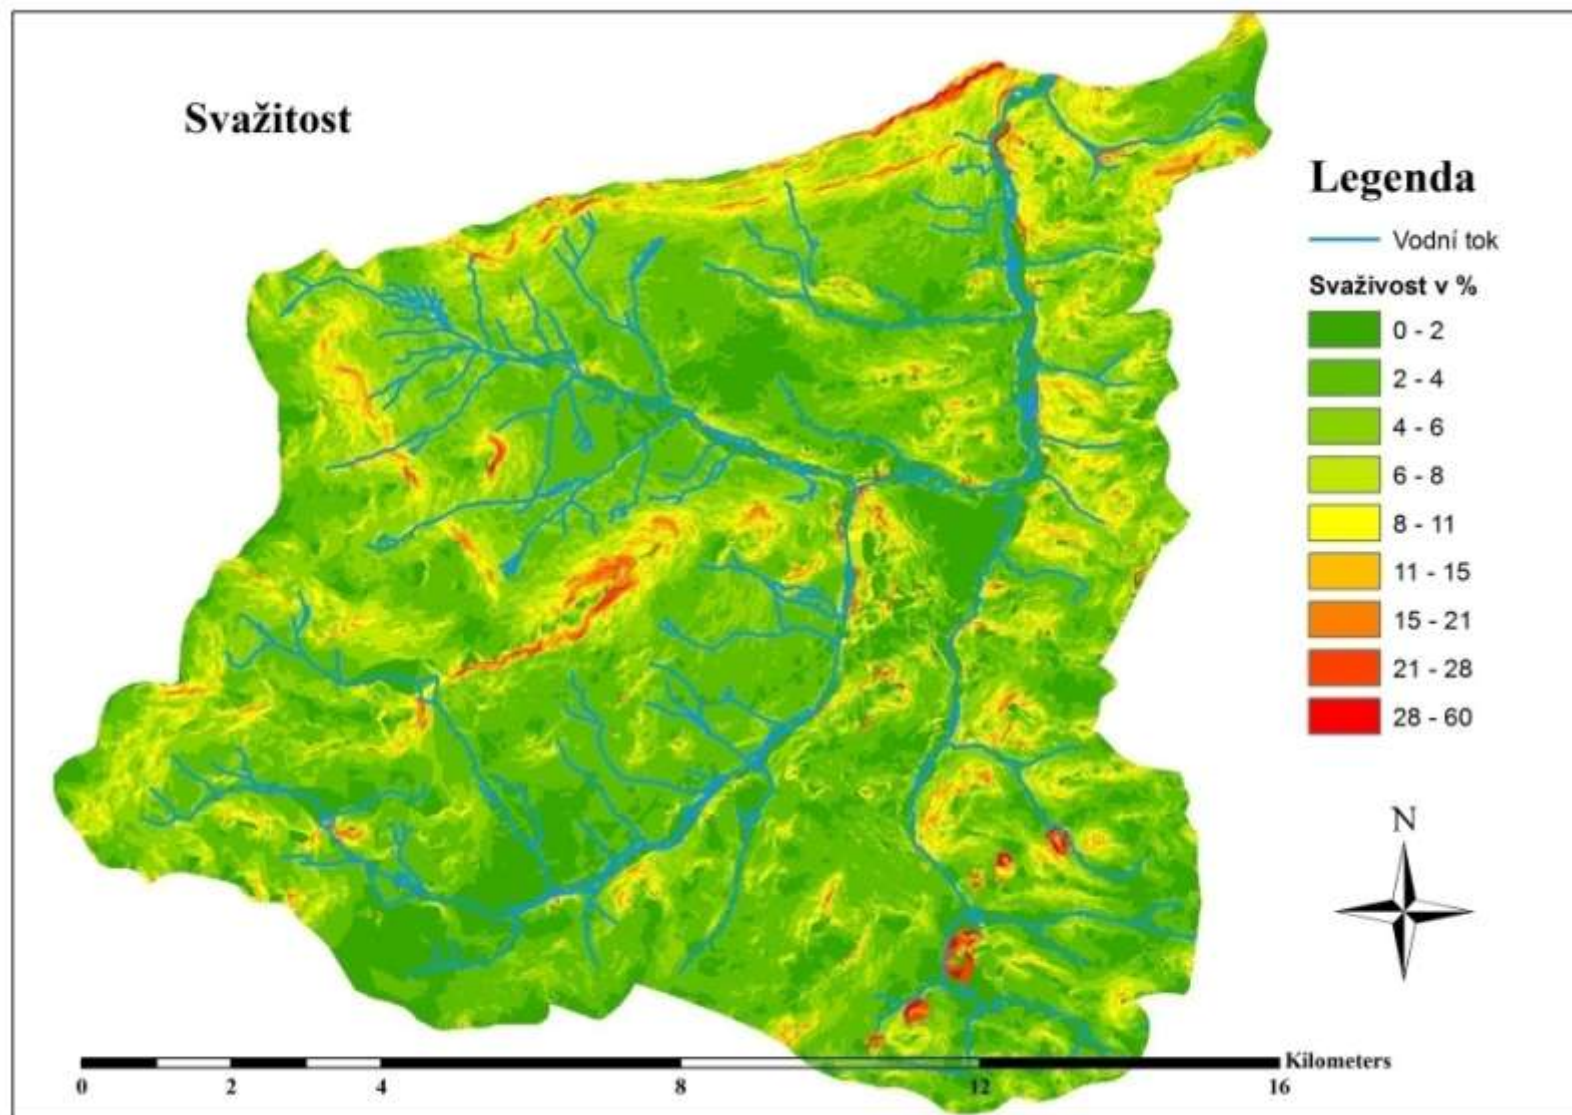 Svažitost
Legenda
Vodní tok
Svaživost v %
0 - 2
2 - 4
4 - 6
6 - 8
8 - 11
11 - 15
15 - 21
21 - 28
28 - 60
N
Kilometers
0 2 4 8 12 16